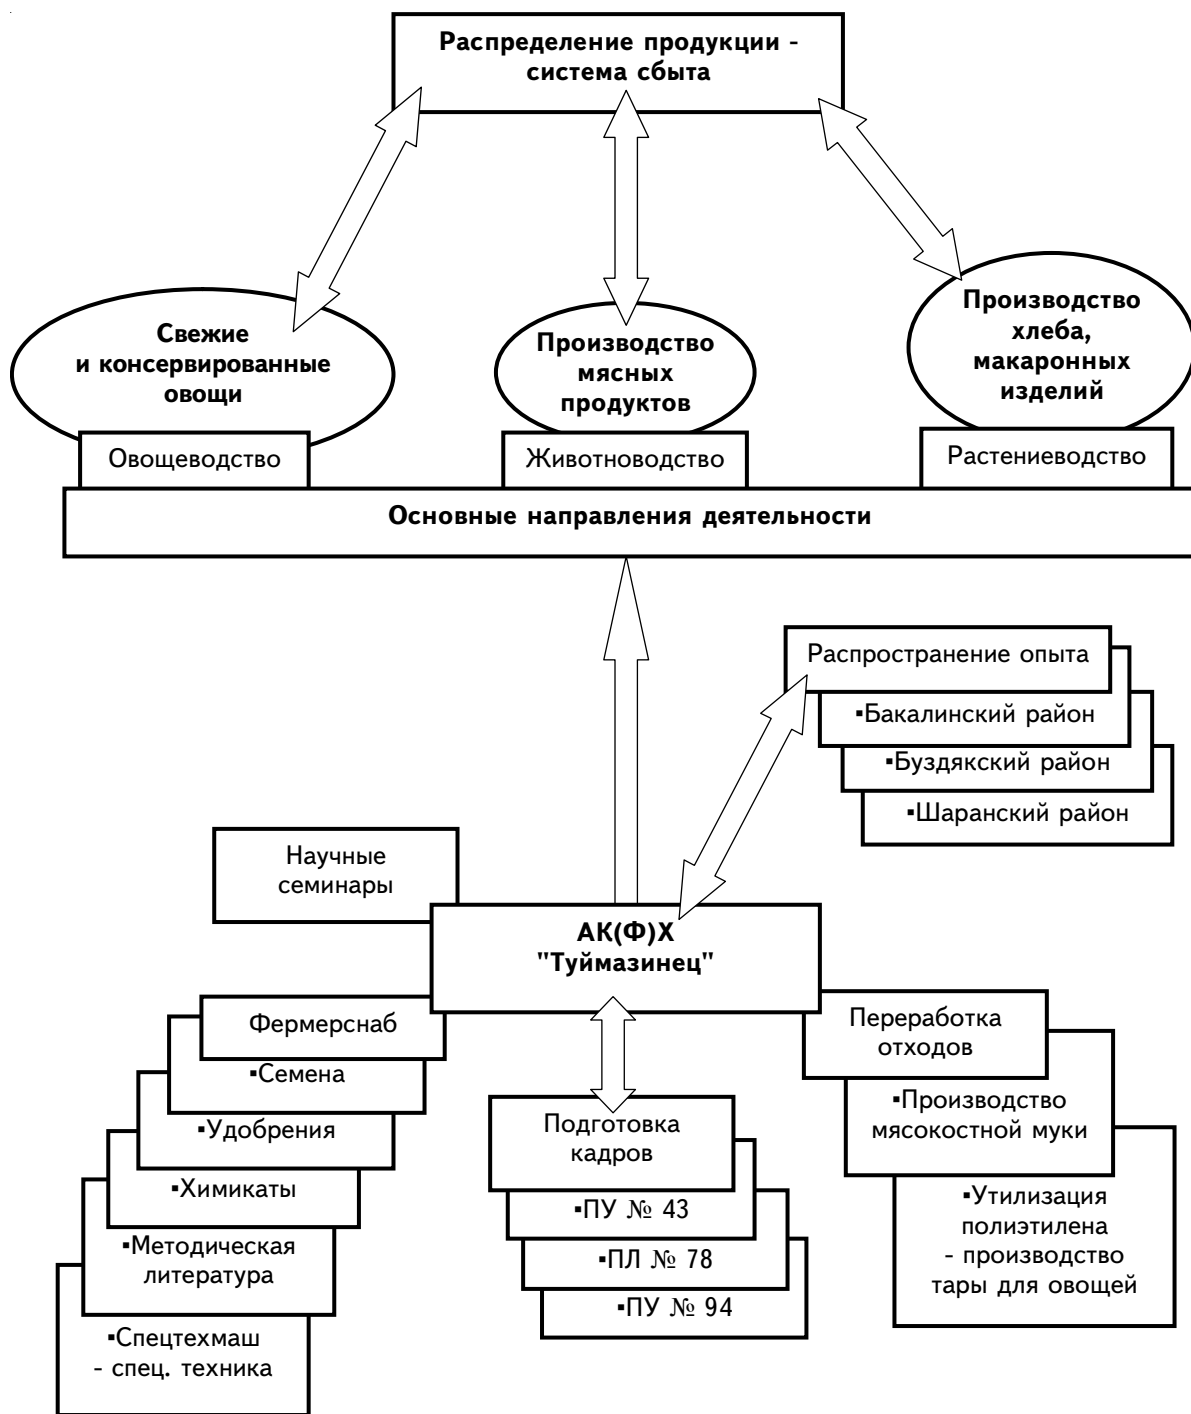 Распределение продукции -
система сбыта
Свежие
и консервированные
овощи
Производство
мясных
продуктов
Производство
хлеба,
макаронных
изделий
Овощеводство
Животноводство
Растениеводство
Основные направления деятельности
Распространение опыта
▪Бакалинский район
▪Буздякский район
▪Шаранский район
Научные
семинары
АК(Ф)Х
"Туймазинец"
Фермерснаб
▪Семена
▪Удобрения
▪Химикаты
▪Методическая
литература
▪Спецтехмаш
- спец. техника
Подготовка
кадров
▪ПУ № 43
▪ПЛ № 78
▪ПУ № 94
Переработка
отходов
▪Производство
мясокостной муки
▪Утилизация
полиэтилена
- производство
тары для овощей